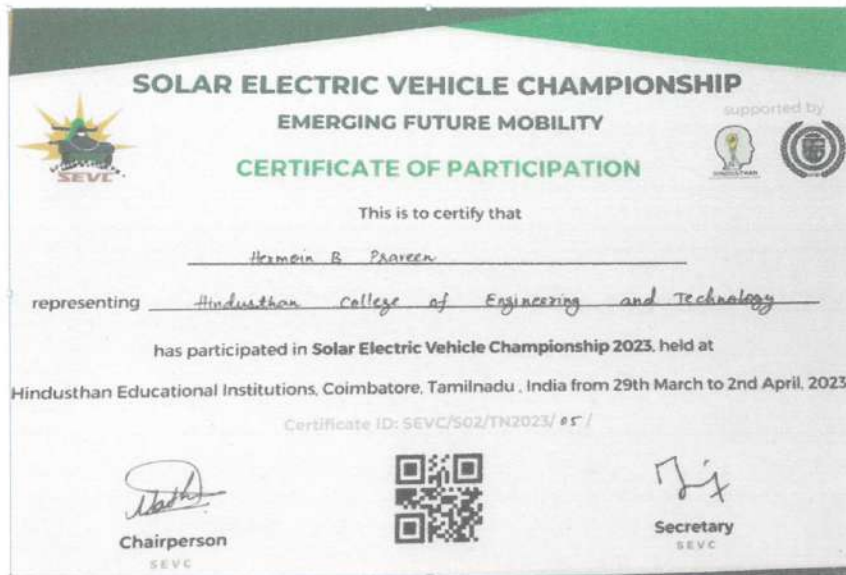 SOLAR ELECTRIC VEHICLE CHAMPIONSHIP
EMERGING FUTURE MOBILITY
supported by
SEVC
HINDUSTHAN
CERTIFICATE OF PARTICIPATION
This is to certify that
Hermoin B Praveen
representing Hindusthan College of Engineering and Technology
has participated in Solar Electric Vehicle Championship 2023, held at
Hindusthan Educational Institutions, Coimbatore, Tamilnadu , India from 29th March to 2nd April, 2023
Certificate ID: SEVC/S02/TN2023/ 05 /
Chairperson
SEVC
Secretary
SEVC